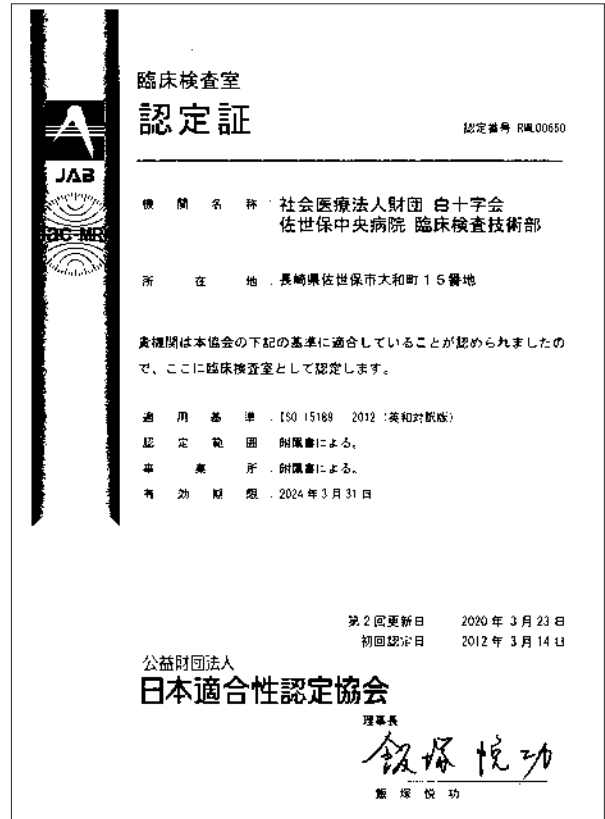 臨床検査室
認定証
認定番号 RML00650
JAB
ac-MRA
機関名称:社会医療法人財団 白十字会
佐世保中央病院 臨床検査技術部
所在地:長崎県佐世保市大和町15番地
貴機関は本協会の下記の基準に適合していることが認められましたの
で、ここに臨床検査室として認定します。
適用基準:ISO 15189 2012(英和対訳版)
認定範囲 附属書による。
事業所:附属書による。
有効期限:2024年3月31日
第2回更新日 2020年3月23日
初回認定日 2012年3月14日
公益財団法人
日本適合性認定協会
理事長
飯塚悦功
飯塚悦功